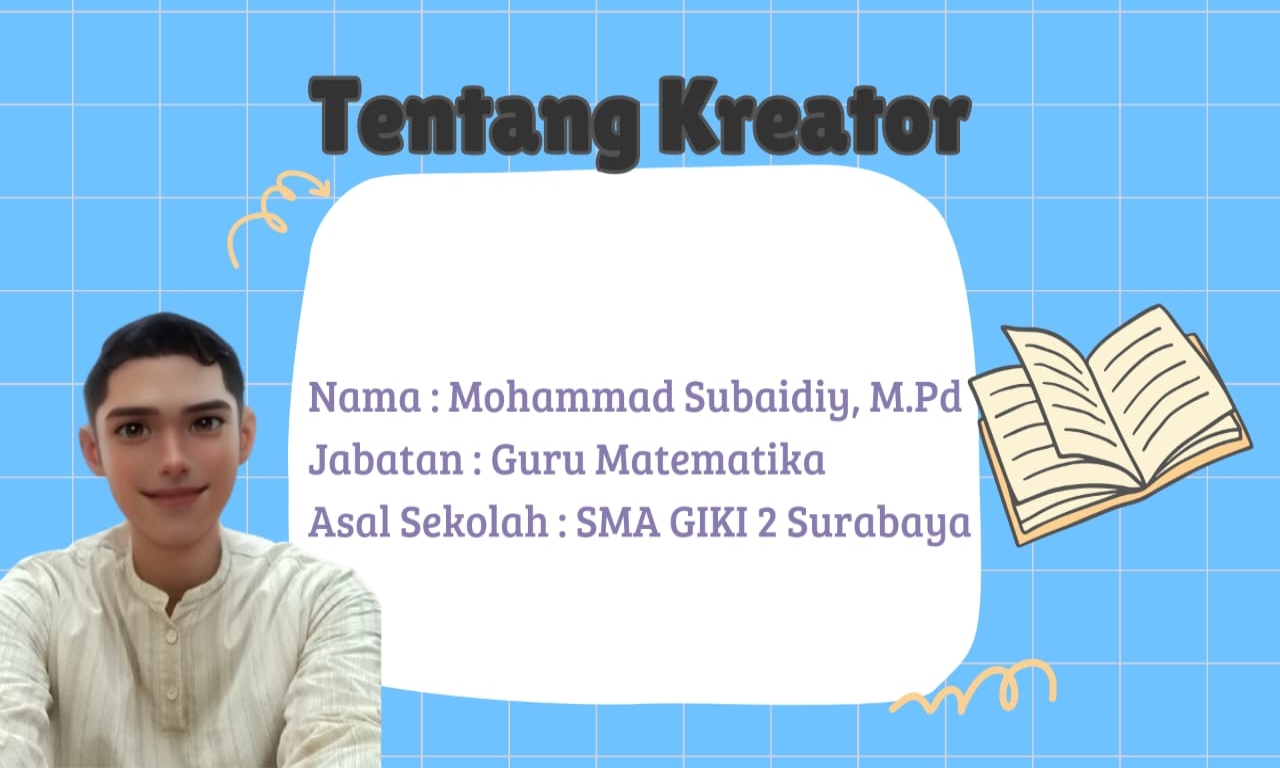 Tentang Kreator
Nama : Mohammad Subaidiy, M.Pd
Jabatan : Guru Matematika
Asal Sekolah : SMA GIKI 2 Surabaya